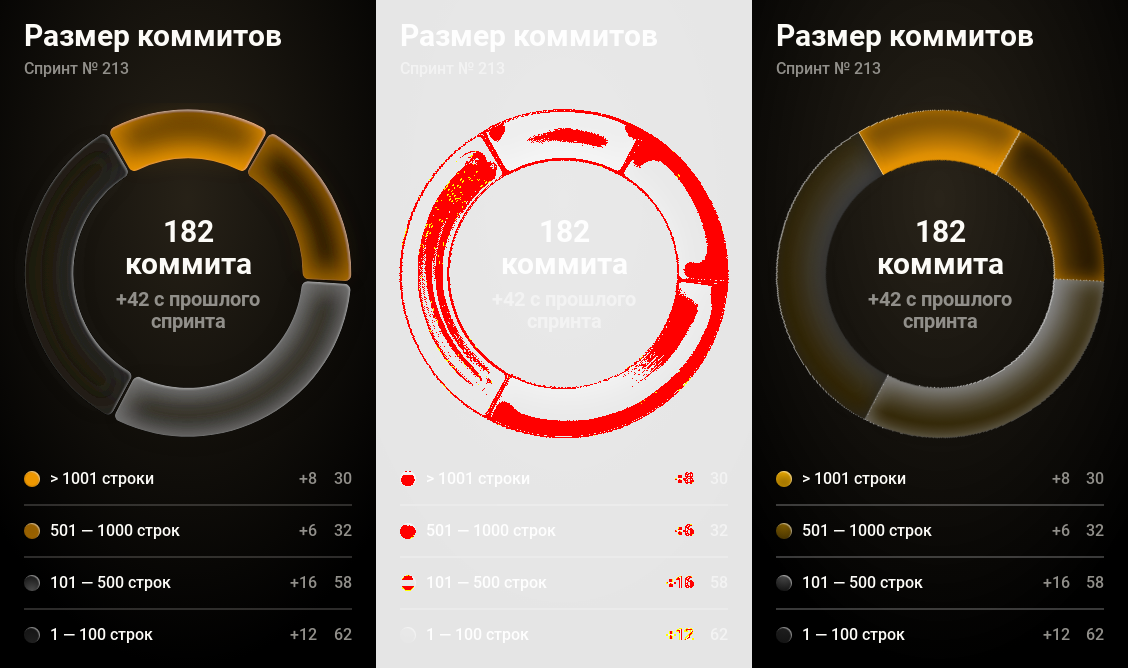 Размер коммитов
Спринт № 213
182
коммита
+42 с прошлого
спринта
> 1001 строки +8 30
501 — 1000 строк +6 32
101 — 500 строк +16 58
1 — 100 строк +12 62
Размер коммитов
Спринт № 213
182
коммита
+42 с прошлого
спринта
> 1001 строки +8 30
501 — 1000 строк +6 32
101 — 500 строк +16 58
1 — 100 строк +12 62
Размер коммитов
Спринт № 213
182
коммита
+42 с прошлого
спринта
> 1001 строки +8 30
501 — 1000 строк +6 32
101 — 500 строк +16 58
1 — 100 строк +12 62